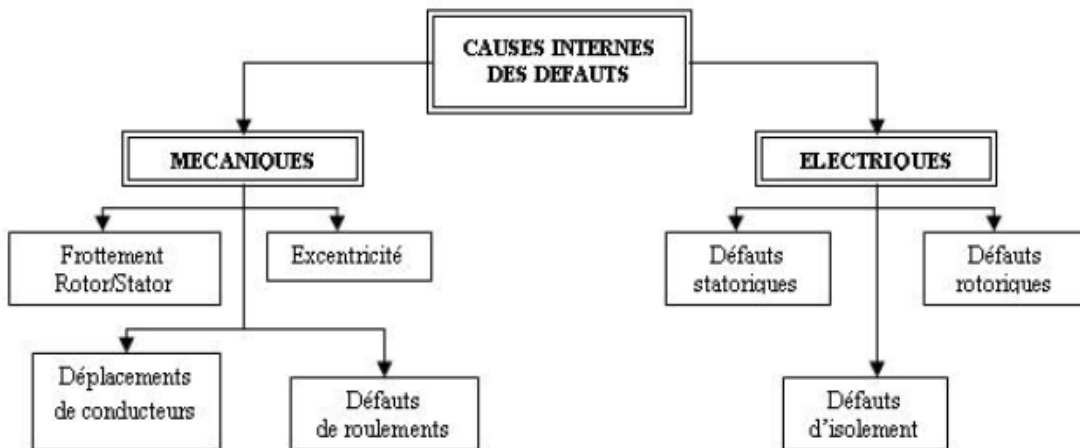 CAUSES INTERNES
DES DEFAUTS
MECANIQUES
ELECTRIQUES
Frottement
Rotor/Stator
Excentricité
Défauts
statoriques
Défauts
rotoriques
Déplacements
de conducteurs
Défauts
de roulements
Défauts
d'isolement